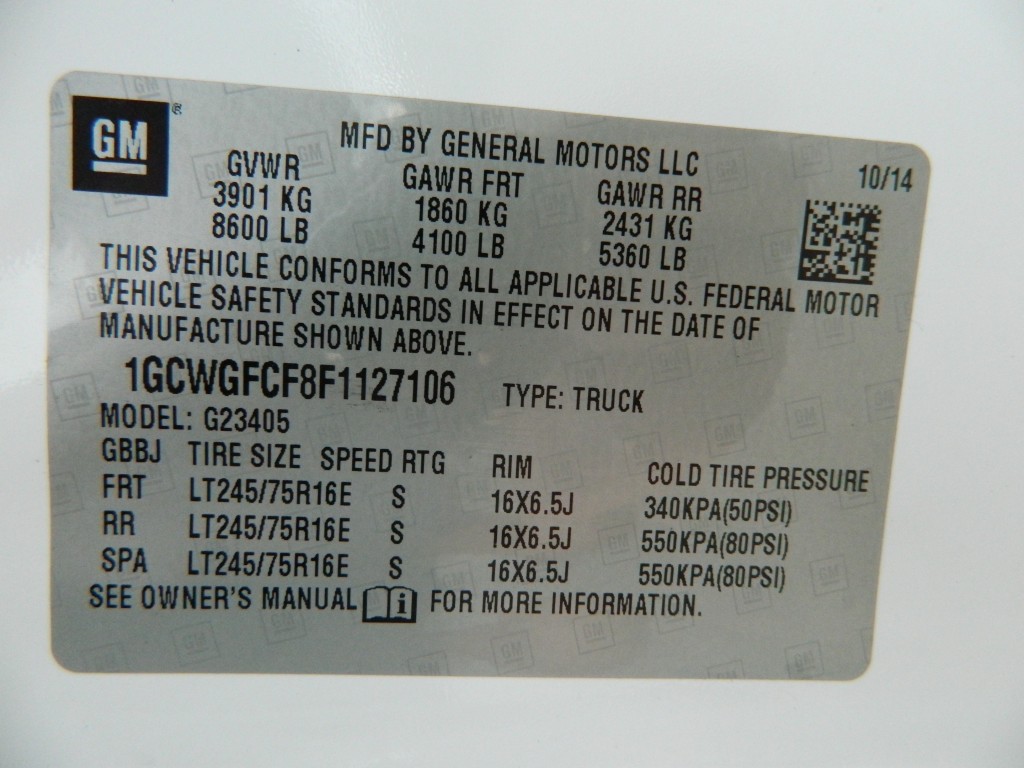 GM ®
MFD BY GENERAL MOTORS LLC
10/14
GVWR GAWR FRT GAWR RR
3901 KG 1860 KG 2431 KG
8600 LB 4100 LB 5360 LB
THIS VEHICLE CONFORMS TO ALL APPLICABLE U.S. FEDERAL MOTOR
VEHICLE SAFETY STANDARDS IN EFFECT ON THE DATE OF
MANUFACTURE SHOWN ABOVE.
1GCWGFCF8F1127106 TYPE: TRUCK
MODEL: G23405
GBBJ TIRE SIZE SPEED RTG RIM COLD TIRE PRESSURE
FRT LT245/75R16E S 16X6.5J 340KPA(50PSI)
RR LT245/75R16E S 16X6.5J 550KPA(80PSI)
SPA LT245/75R16E S 16X6.5J 550KPA(80PSI)
SEE OWNER'S MANUAL i FOR MORE INFORMATION.